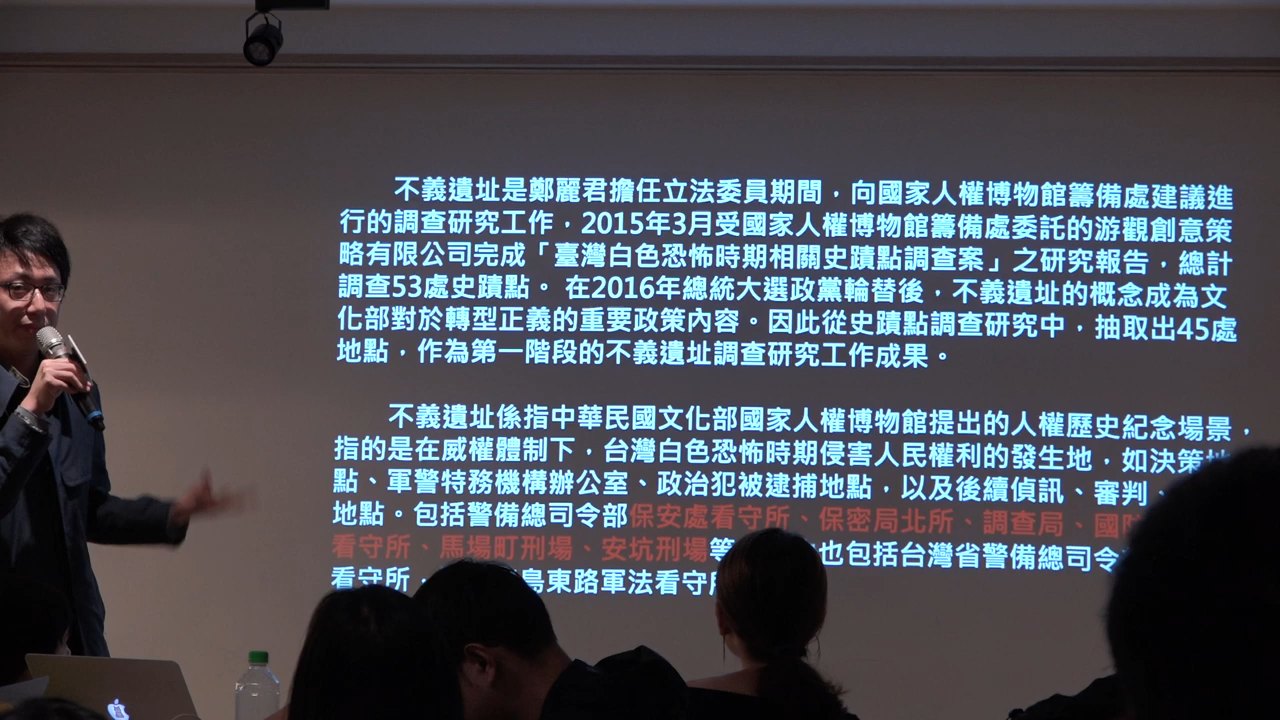 不義遺址是鄭麗君擔任立法委員期間，向國家人權博物館籌備處建議進
行的調查研究工作，2015年3月受國家人權博物館籌備處委託的游觀創意策
略有限公司完成「臺灣白色恐怖時期相關史蹟點調查案」之研究報告，總計
調查53處史蹟點。在2016年總統大選政黨輪替後，不義遺址的概念成為文
化部對於轉型正義的重要政策內容。因此從史蹟點調查研究中，抽取出45處
地點，作為第一階段的不義遺址調查研究工作成果。
不義遺址係指中華民國文化部國家人權博物館提出的人權歷史紀念場景，
指的是在威權體制下，台灣白色恐怖時期侵害人民權利的發生地，如決策地
點、軍警特務機構辦公室、政治犯被逮捕地點，以及後續偵訊、審判、
地點。包括警備總司令部保安處看守所、保密局北所、調查局、國防
看守所、馬場町刑場、安坑刑場等 也包括台灣省警備總司令
看守所， 島東路軍法看守所